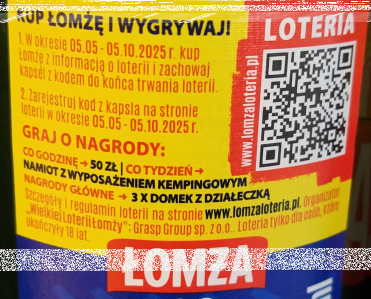 KUP ŁOMŻĘ I WYGRYWAJ!
1. W okresie 05.05 - 05.10.2025 r. kup
Łomżę z informacją o loterii i zachowaj
kapsel z kodem do końca trwania loterii.
2. Zarejestruj kod z kapsla na stronie
loterii w okresie 05.05 - 05.10.2025 r.
GRAJ O NAGRODY:
CO GODZINĘ → 50 ZŁ | CO TYDZIEŃ →
NAMIOT Z WYPOSAŻENIEM KEMPINGOWYM
NAGRODY GŁÓWNE → 3 X DOMEK Z DZIAŁECZKĄ
Szczegóły i regulamin loterii na stronie www.lomzaloteria.pl. Organizator
„Wielkiej Loterii Łomży”: Grasp Group sp. z o.o.. Loteria tylko dla osób, które
ukończyły 18 lat.
LOTERIA
www.lomzaloteria.pl
ŁOMŻA